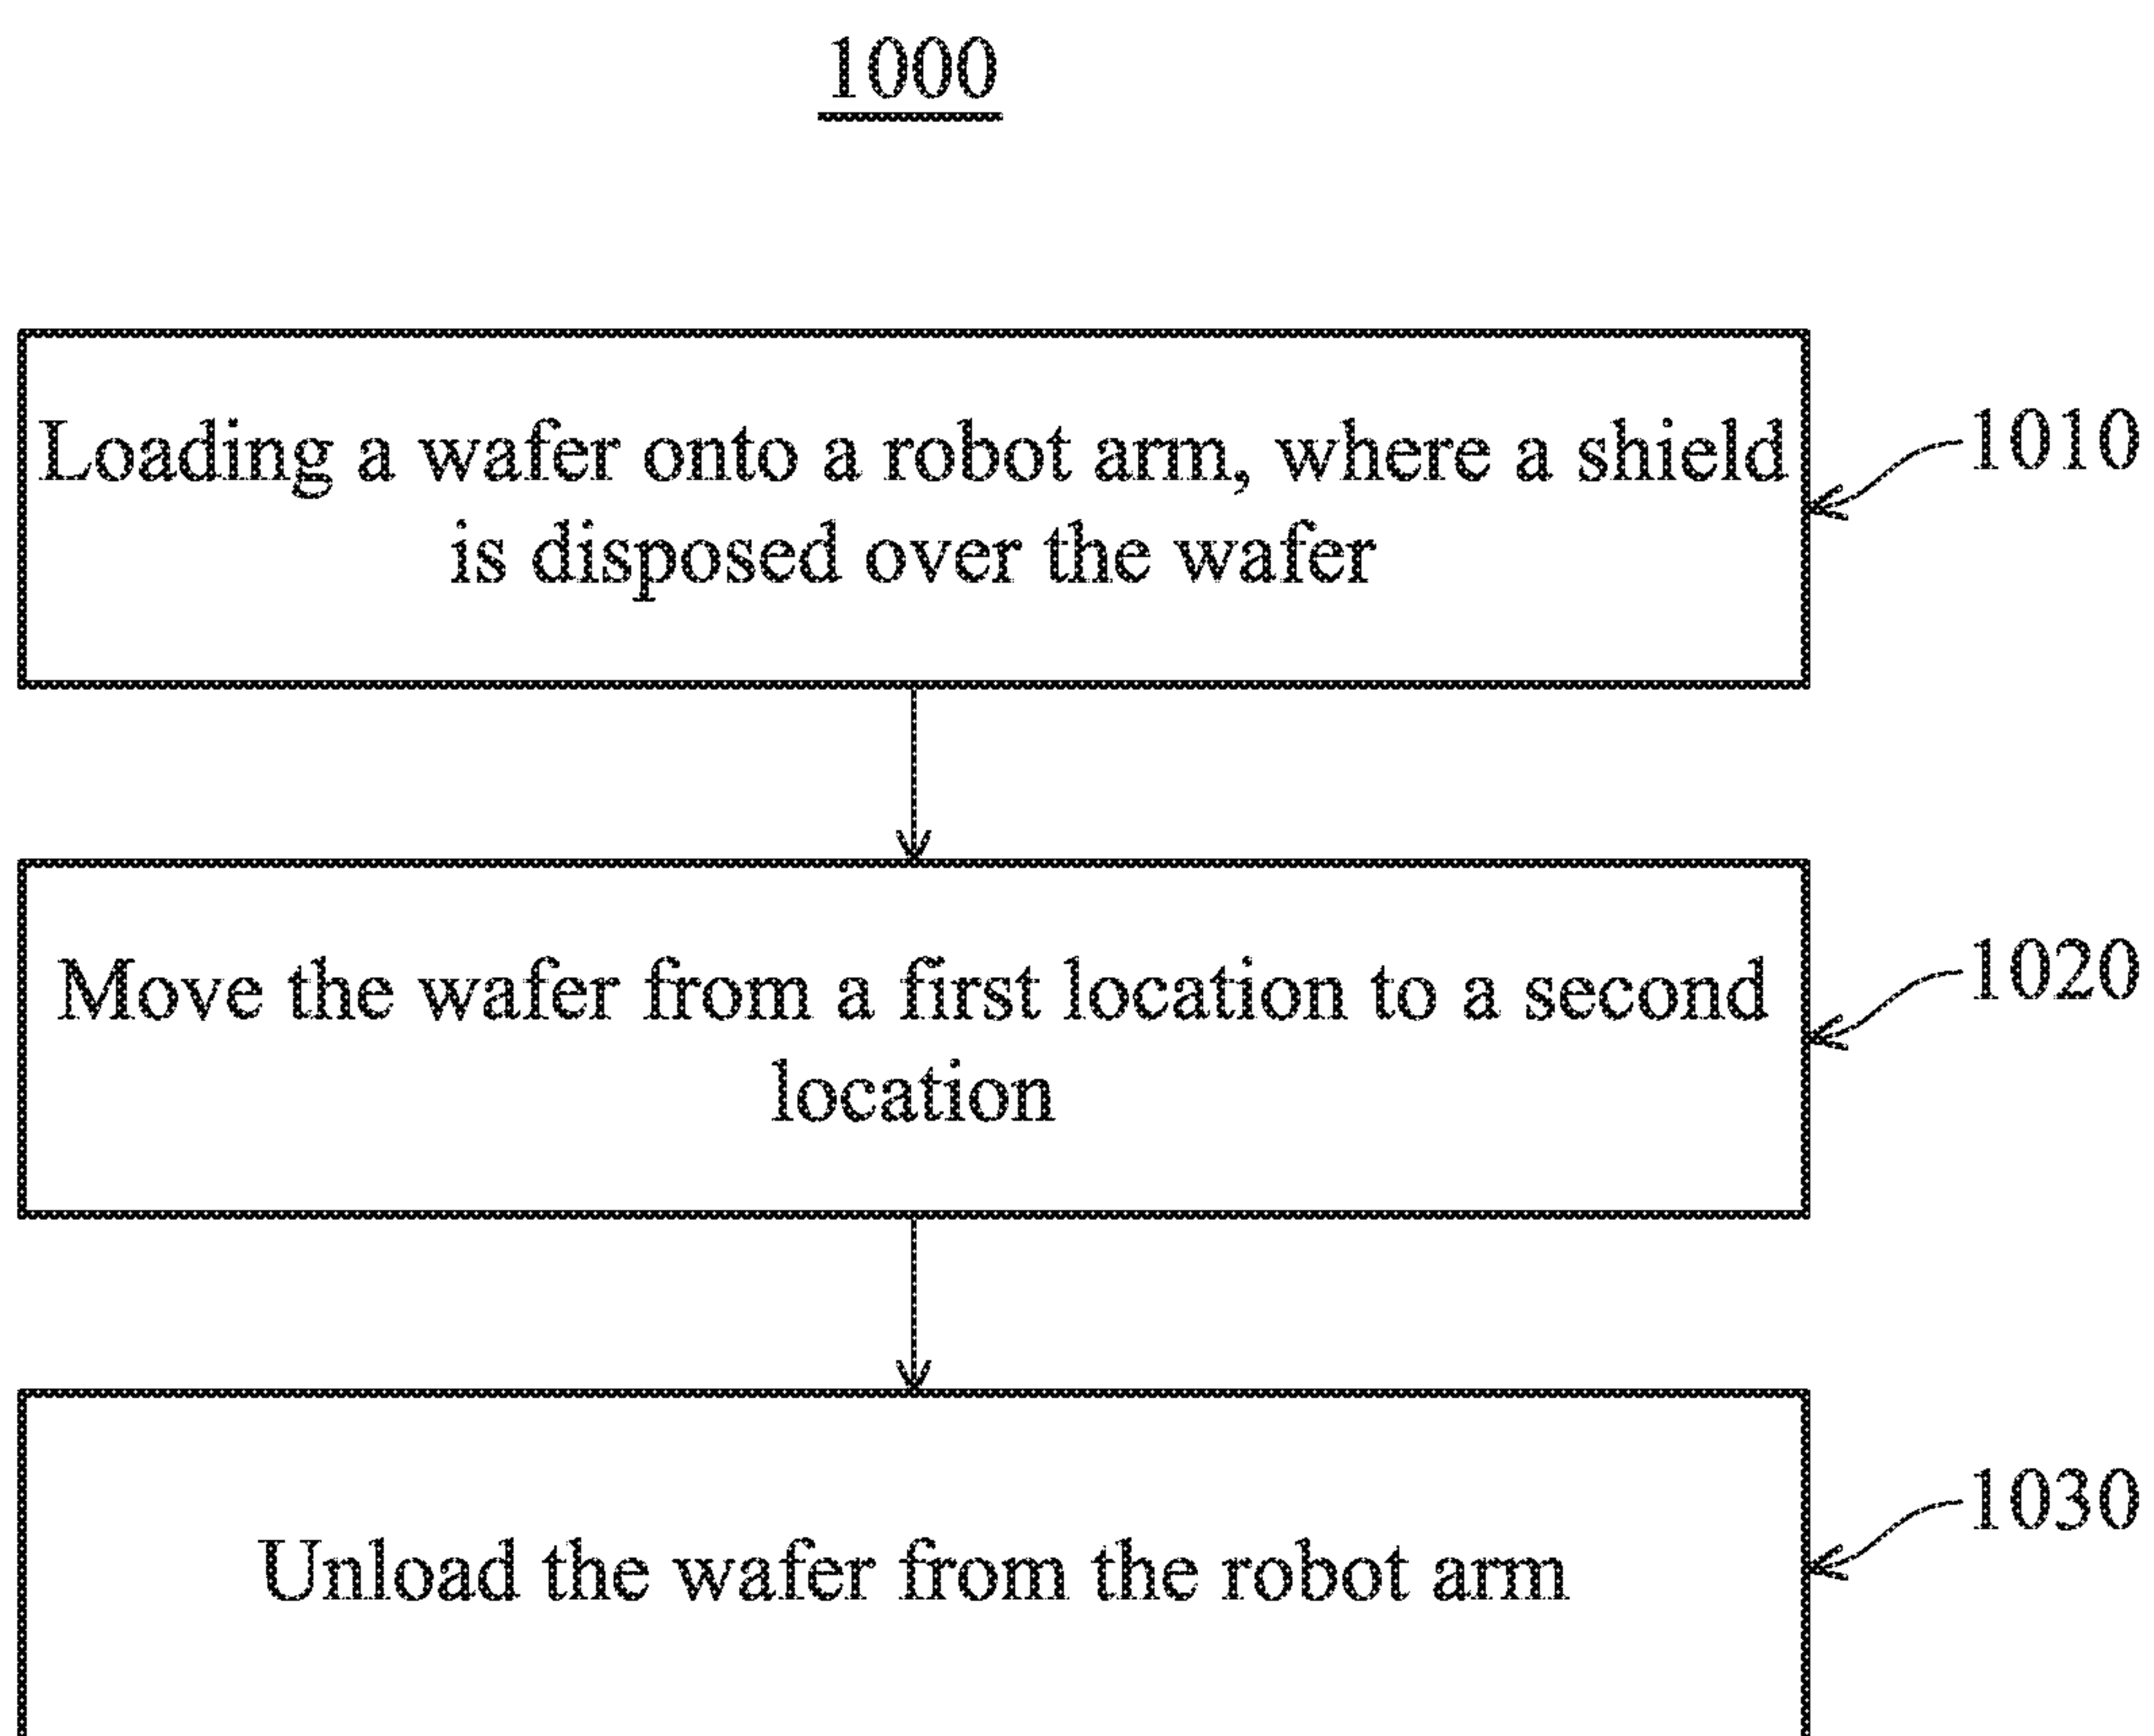 1000
Loading a wafer onto a robot arm, where a shield
is disposed over the wafer
1010
Move the wafer from a first location to a second
location
1020
Unload the wafer from the robot arm
1030